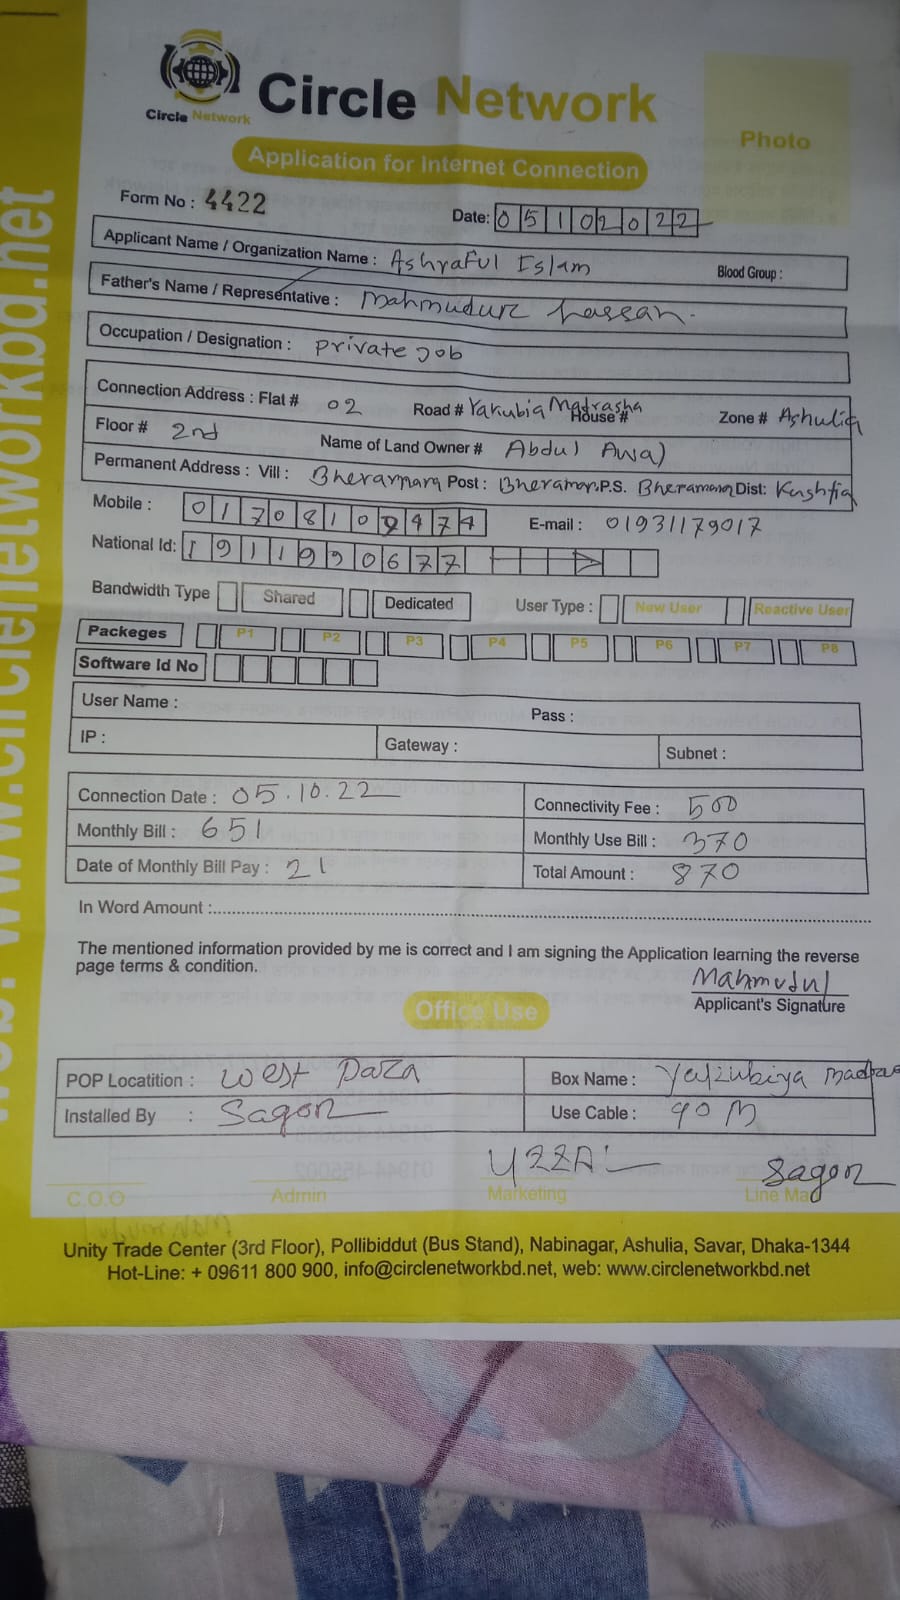 Circle Network
Circle Network
Photo
Application for Internet Connection
Form No : 4422
Date: 05102022
Applicant Name / Organization Name : Ashraful Islam Blood Group :
Father's Name / Representative : Mahmudur Hassan.
Occupation / Designation : Private Job
Connection Address : Flat # 02 Road # Yakubia Madrasha House # Zone # Ashulia
Floor # 2nd Name of Land Owner # Abdul Awal
Permanent Address : Vill : Bheramara Post : P.S. Bheramara Dist:
Mobile : E-mail : 01931179017
National Id: 1911990677
Bandwidth Type Shared Dedicated User Type : New User Reactive User
Packeges P1 P2 P3 P4 P5 P6 P7 P8
Software Id No
User Name : Pass :
IP : Gateway : Subnet :
Connection Date : 05.10.22 Connectivity Fee : 500
Monthly Bill : 651 Monthly Use Bill : 370
Date of Monthly Bill Pay : 21 Total Amount : 870
In Word Amount :
The mentioned information provided by me is correct and I am signing the Application learning the reverse
page terms & condition.
Mahmudul
Applicant's Signature
Office Use
POP Locatition : West Para Box Name : Yakubiya
Installed By : Sagor Use Cable : 90 M
Uzzal Sagor
C.O.O Admin Marketing Line Ma
Unity Trade Center (3rd Floor), Pollibiddut (Bus Stand), Nabinagar, Ashulia, Savar, Dhaka-1344
Hot-Line: + 09611 800 900, info@circlenetworkbd.net, web: www.circlenetworkbd.net
web: www.circlenetworkbd.net